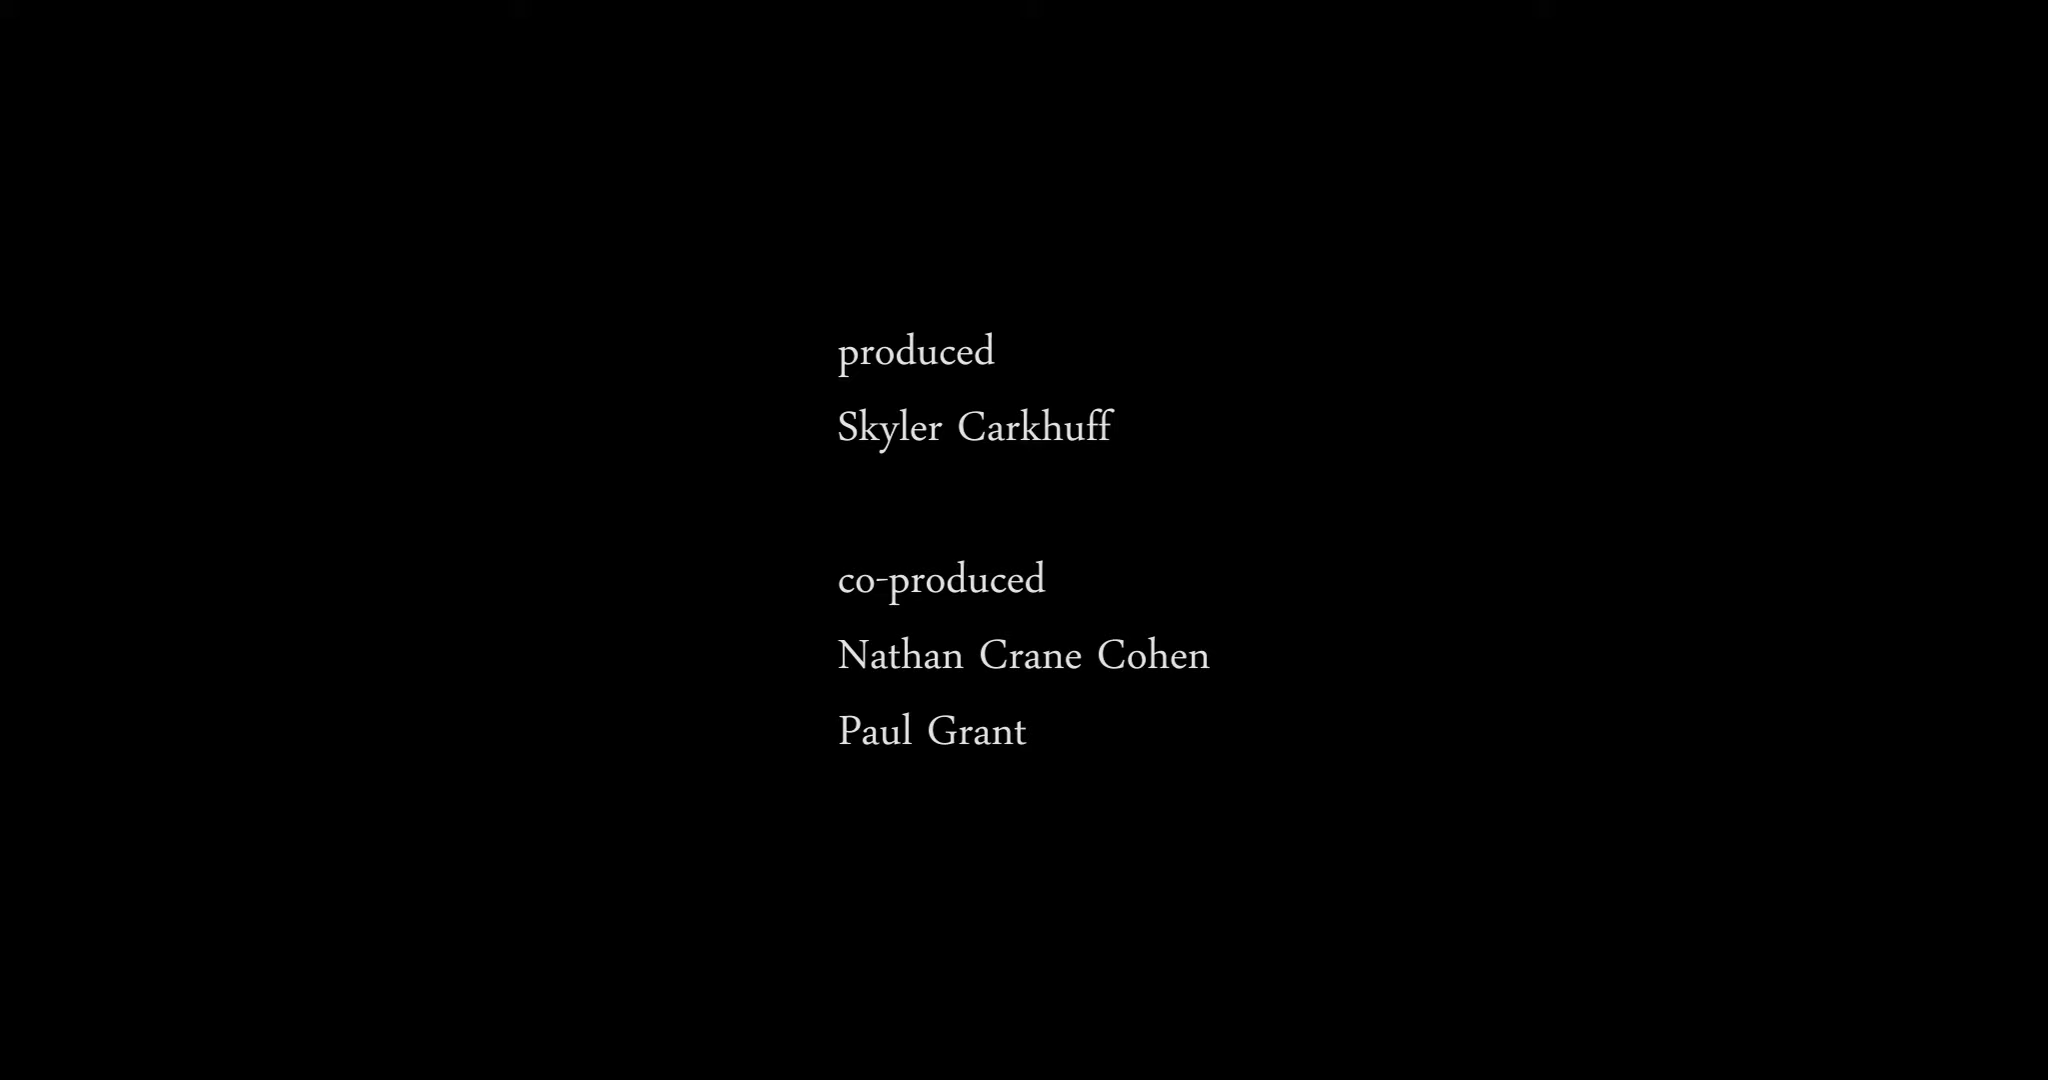 produced
Skyler Carkhuff
co-produced
Nathan Crane Cohen
Paul Grant